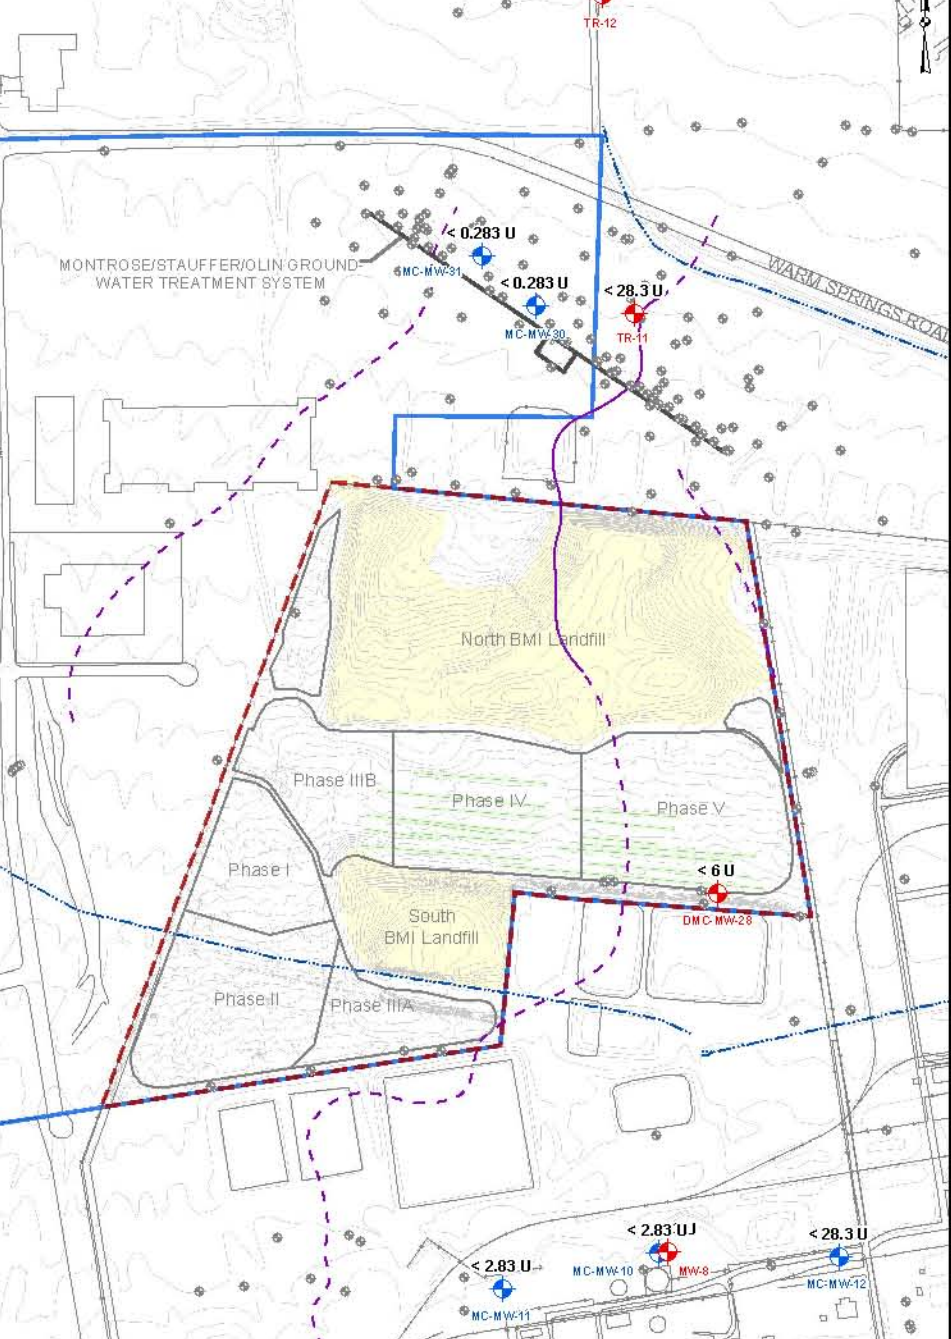 TR-12
< 0.283 U
MONTROSE/STAUFFER/OLIN GROUND-
WATER TREATMENT SYSTEM
MC-MW-31
WARM SPRINGS ROAD
< 0.283 U
< 28.3 U
MC-MW-30
TR-11
North BMI Landfill
Phase IIIB
Phase IV
Phase V
Phase I
< 6 U
South
BMI Landfill
DMC-MW-28
Phase II
Phase IIIA
< 2.83 UJ
< 28.3 U
< 2.83 U
MC-MW-10
MW-8
MC-MW-12
MC-MW-11